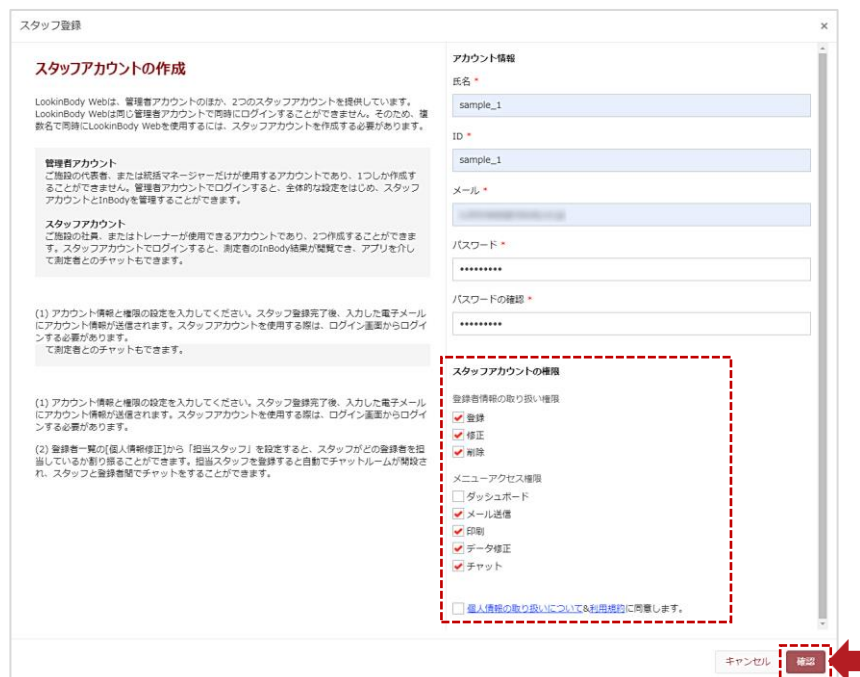 スタッフ登録
×
スタッフアカウントの作成
LookinBody Webは、管理者アカウントのほか、2つのスタッフアカウントを提供しています。
LookinBody Webは同じ管理者アカウントで同時にログインすることができません。そのため、複
数名で同時にLookinBody Webを使用するには、スタッフアカウントを作成する必要があります。
管理者アカウント
ご施設の代表者、または統括マネージャーだけが使用するアカウントであり、1つしか作成す
ることができません。管理者アカウントでログインすると、全体的な設定をはじめ、スタッフ
アカウントとInBodyを管理することができます。
スタッフアカウント
ご施設の社員、またはトレーナーが使用できるアカウントであり、2つ作成することができま
す。スタッフアカウントでログインすると、測定者のInBody結果が閲覧でき、アプリを介し
て測定者とのチャットもできます。
(1) アカウント情報と権限の設定を入力してください。スタッフ登録完了後、入力した電子メール
にアカウント情報が送信されます。スタッフアカウントを使用する際は、ログイン画面からログイ
ンする必要があります。
て測定者とのチャットもできます。
(1) アカウント情報と権限の設定を入力してください。スタッフ登録完了後、入力した電子メール
にアカウント情報が送信されます。スタッフアカウントを使用する際は、ログイン画面からログイ
ンする必要があります。
(2) 登録者一覧の[個人情報修正]から「担当スタッフ」を設定すると、スタッフがどの登録者を担
当しているか割り振ることができます。担当スタッフを登録すると自動でチャットルームが開設さ
れ、スタッフと登録者間でチャットをすることができます。
アカウント情報
氏名 *
sample_1
ID *
sample_1
メール *
パスワード *
•••••••••
パスワードの確認 *
•••••••••
スタッフアカウントの権限
登録者情報の取り扱い権限
登録
修正
削除
メニューアクセス権限
ダッシュボード
メール送信
印刷
データ修正
チャット
個人情報の取り扱いについて&利用規約に同意します。
キャンセル
確認